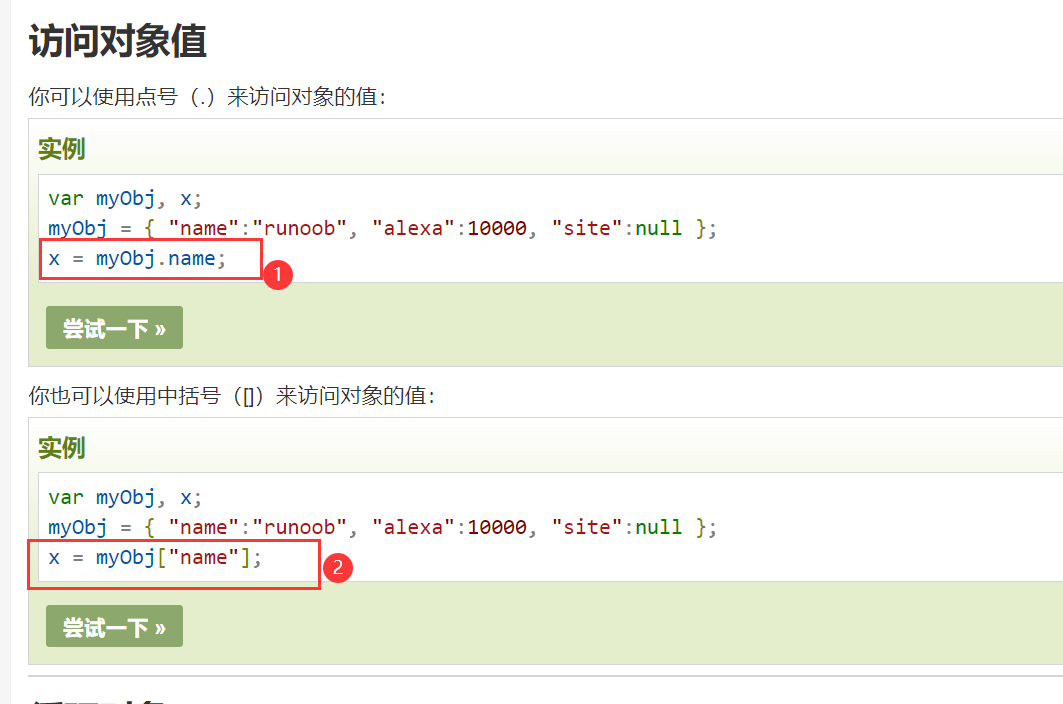 访问对象值
你可以使用点号（.）来访问对象的值：
实例
var myObj, x;
myObj = { "name":"runoob", "alexa":10000, "site":null };
x = myObj.name;
1
尝试一下 »
你也可以使用中括号（[]）来访问对象的值：
实例
var myObj, x;
myObj = { "name":"runoob", "alexa":10000, "site":null };
x = myObj["name"];
2
尝试一下 »